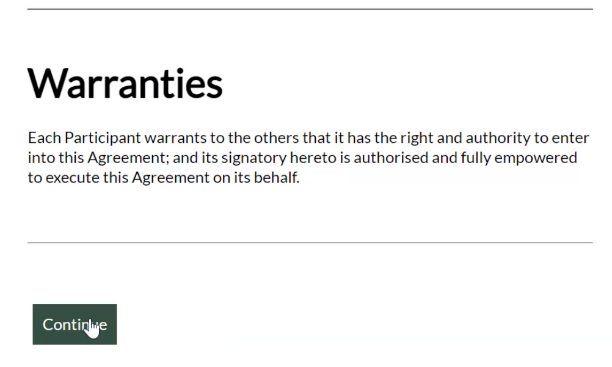 Warranties
Each Participant warrants to the others that it has the right and authority to enter
into this Agreement; and its signatory hereto is authorised and fully empowered
to execute this Agreement on its behalf.
Continue